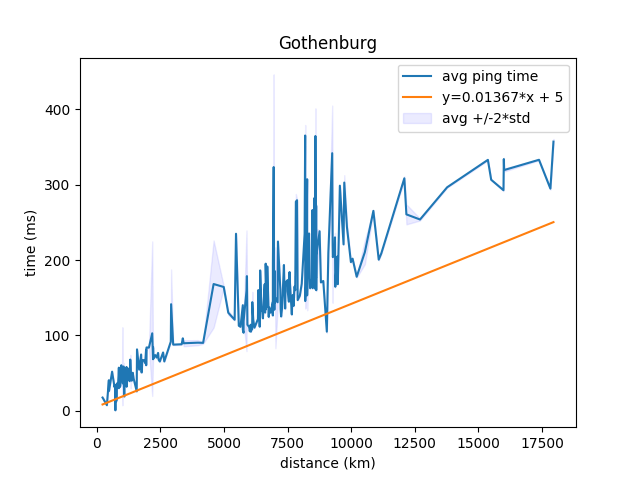 Gothenburg
avg ping time
y=0.01367*x + 5
avg +/-2*std
time (ms)
400
300
200
100
0
0 2500 5000 7500 10000 12500 15000 17500
distance (km)